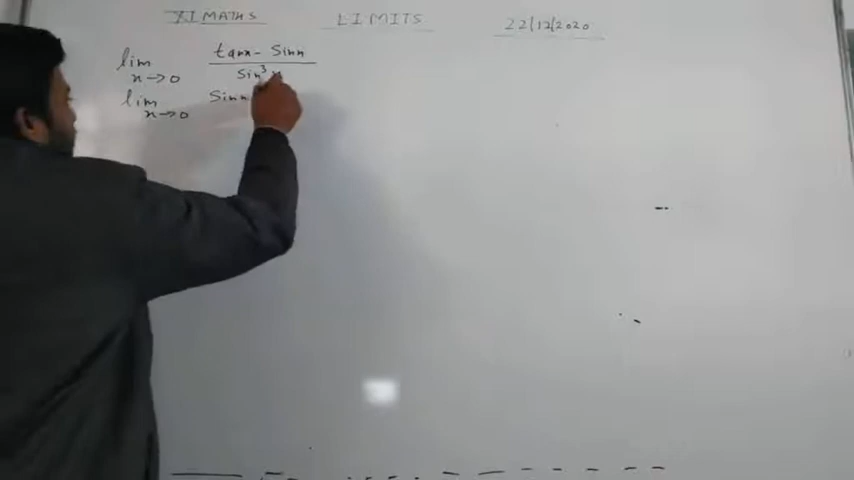 XI MATHS LIMITS 22/12/2020
lim x→0 tanx - Sinx / Sin³x
lim x→0 Sinx